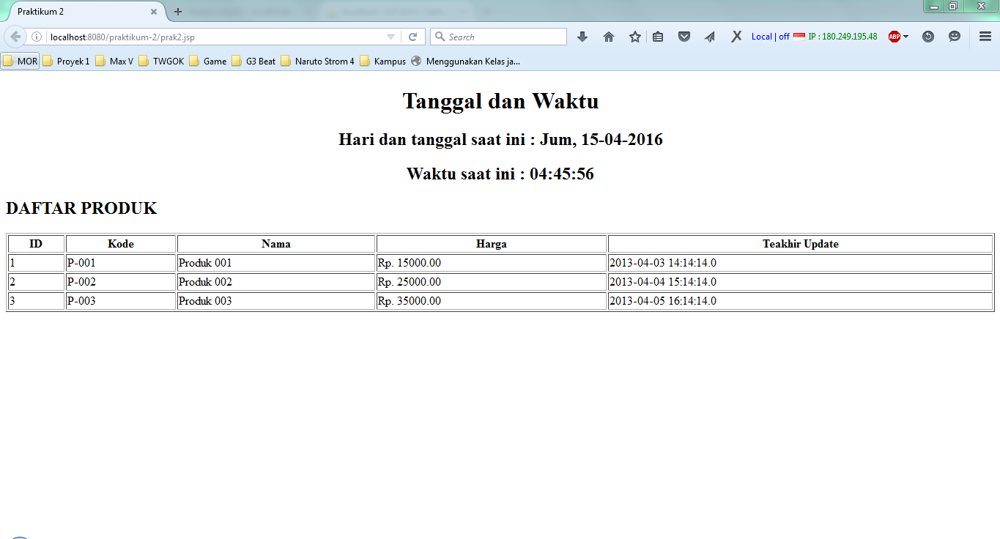 Praktikum 2
localhost:8080/praktikum-2/prak2.jsp
Search
Local | off
IP : 180.249.195.48
ABP
MOR Proyek 1 Max V TWGOK Game G3 Beat Naruto Strom 4 Kampus Menggunakan Kelas ja...
Tanggal dan Waktu
Hari dan tanggal saat ini : Jum, 15-04-2016
Waktu saat ini : 04:45:56
DAFTAR PRODUK
ID Kode Nama Harga Teakhir Update
1 P-001 Produk 001 Rp. 15000.00 2013-04-03 14:14:14.0
2 P-002 Produk 002 Rp. 25000.00 2013-04-04 15:14:14.0
3 P-003 Produk 003 Rp. 35000.00 2013-04-05 16:14:14.0